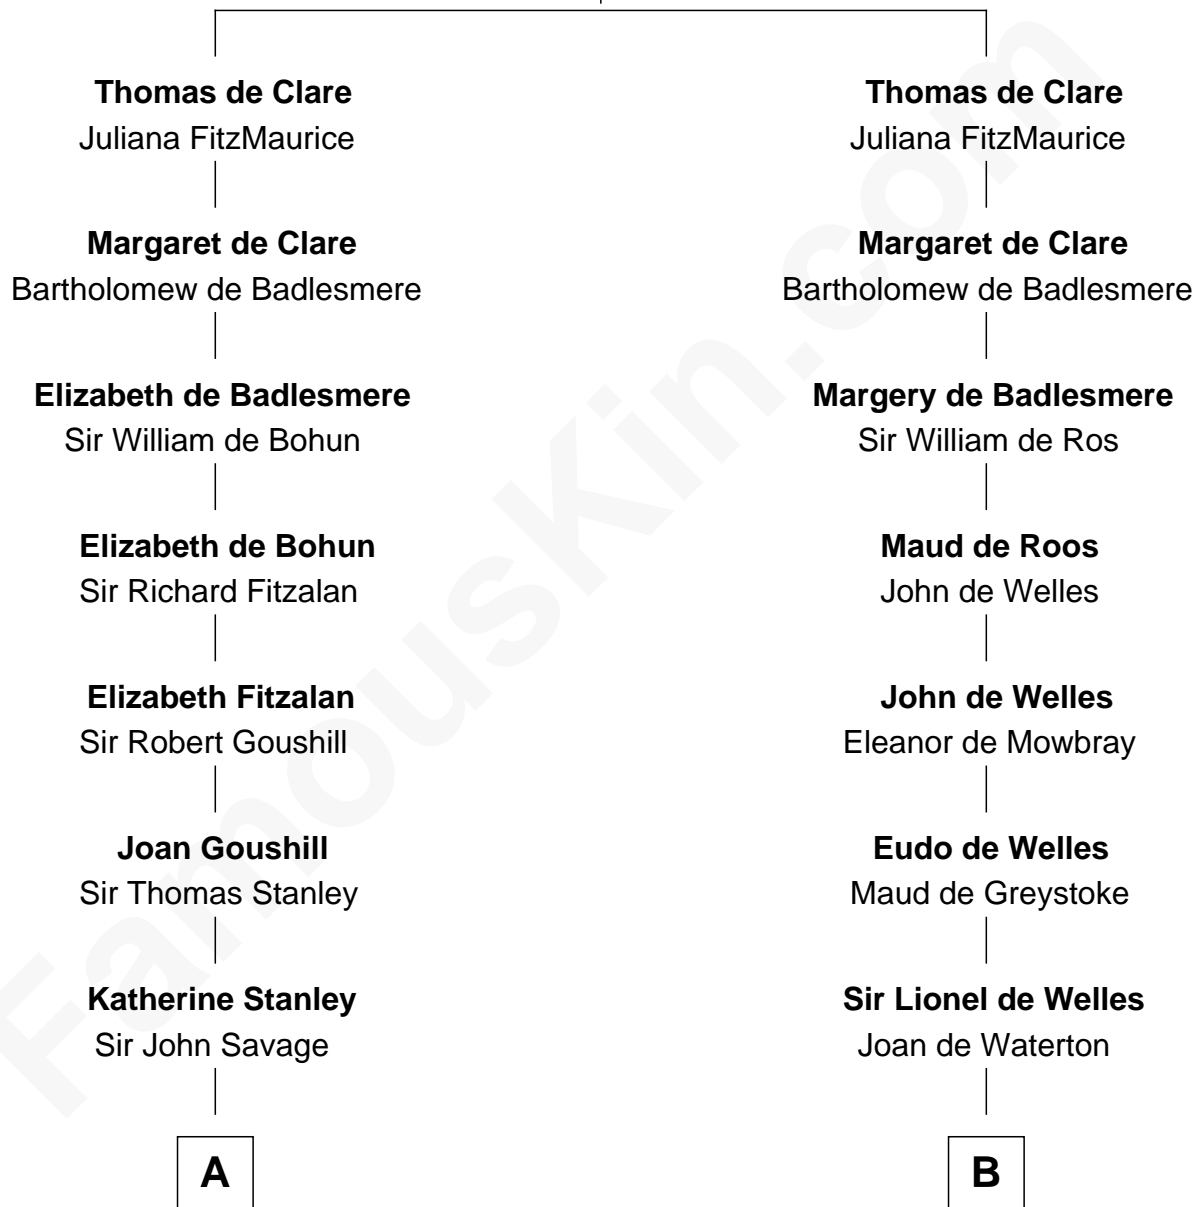 Thomas de Clare
Juliana FitzMaurice
Margaret de Clare
Bartholomew de Badlesmere
Elizabeth de Badlesmere
Sir William de Bohun
Elizabeth de Bohun
Sir Richard Fitzalan
Elizabeth Fitzalan
Sir Robert Goushill
Joan Goushill
Sir Thomas Stanley
Katherine Stanley
Sir John Savage
A
Thomas de Clare
Juliana FitzMaurice
Margaret de Clare
Bartholomew de Badlesmere
Margery de Badlesmere
Sir William de Ros
Maud de Roos
John de Welles
John de Welles
Eleanor de Mowbray
Eudo de Welles
Maud de Greystoke
Sir Lionel de Welles
Joan de Waterton
B
FamousKin.com